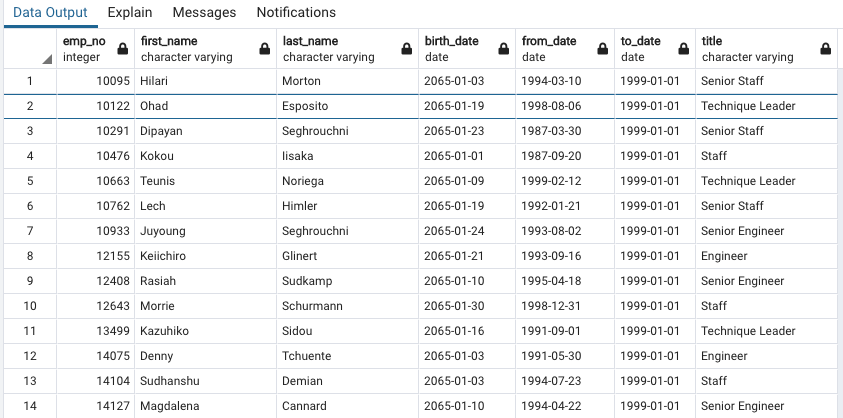 Data Output Explain Messages Notifications
emp_no first_name last_name birth_date from_date to_date title
integer character varying character varying date date date character varying
1 10095 Hilari Morton 2065-01-03 1994-03-10 1999-01-01 Senior Staff
2 10122 Ohad Esposito 2065-01-19 1998-08-06 1999-01-01 Technique Leader
3 10291 Dipayan Seghrouchni 2065-01-23 1987-03-30 1999-01-01 Senior Staff
4 10476 Kokou Iisaka 2065-01-01 1987-09-20 1999-01-01 Staff
5 10663 Teunis Noriega 2065-01-09 1999-02-12 1999-01-01 Technique Leader
6 10762 Lech Himler 2065-01-19 1992-01-21 1999-01-01 Senior Staff
7 10933 Juyoung Seghrouchni 2065-01-24 1993-08-02 1999-01-01 Senior Engineer
8 12155 Keiichiro Glinert 2065-01-21 1993-09-16 1999-01-01 Engineer
9 12408 Rasiah Sudkamp 2065-01-10 1995-04-18 1999-01-01 Senior Engineer
10 12643 Morrie Schurmann 2065-01-30 1998-12-31 1999-01-01 Staff
11 13499 Kazuhiko Sidou 2065-01-16 1991-09-01 1999-01-01 Technique Leader
12 14075 Denny Tchuente 2065-01-03 1991-05-30 1999-01-01 Engineer
13 14104 Sudhanshu Demian 2065-01-03 1994-07-23 1999-01-01 Staff
14 14127 Magdalena Cannard 2065-01-10 1994-04-22 1999-01-01 Senior Engineer